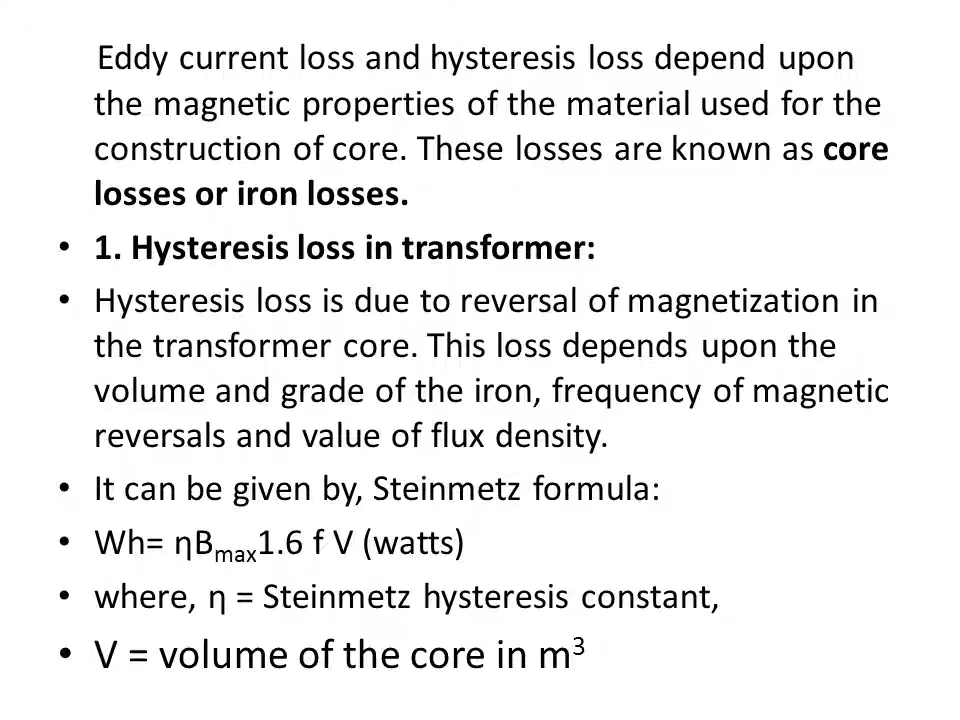 Eddy current loss and hysteresis loss depend upon
the magnetic properties of the material used for the
construction of core. These losses are known as core
losses or iron losses.
• 1. Hysteresis loss in transformer:
• Hysteresis loss is due to reversal of magnetization in
the transformer core. This loss depends upon the
volume and grade of the iron, frequency of magnetic
reversals and value of flux density.
• It can be given by, Steinmetz formula:
• Wh= ηBmax1.6 f V (watts)
• where, η = Steinmetz hysteresis constant,
• V = volume of the core in m³